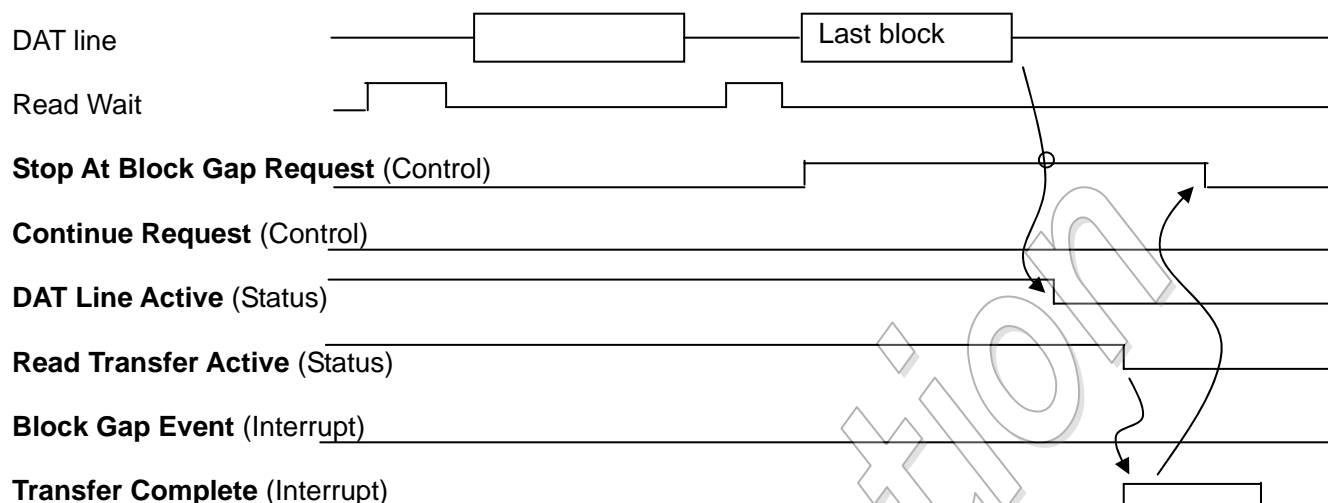 DAT line
Last block
Read Wait
Stop At Block Gap Request (Control)
Continue Request (Control)
DAT Line Active (Status)
Read Transfer Active (Status)
Block Gap Event (Interrupt)
Transfer Complete (Interrupt)
tion